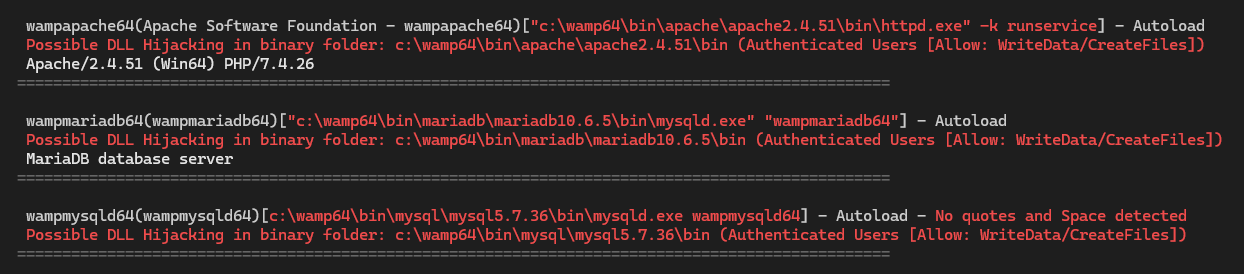 wampapache64(Apache Software Foundation - wampapache64)["c:\wamp64\bin\apache\apache2.4.51\bin\httpd.exe" -k runservice] - Autoload
Possible DLL Hijacking in binary folder: c:\wamp64\bin\apache\apache2.4.51\bin (Authenticated Users [Allow: WriteData/CreateFiles])
Apache/2.4.51 (Win64) PHP/7.4.26
=================================================================================================
wampmariadb64(wampmariadb64)["c:\wamp64\bin\mariadb\mariadb10.6.5\bin\mysqld.exe" "wampmariadb64"] - Autoload
Possible DLL Hijacking in binary folder: c:\wamp64\bin\mariadb\mariadb10.6.5\bin (Authenticated Users [Allow: WriteData/CreateFiles])
MariaDB database server
=================================================================================================
wampmysqld64(wampmysqld64)[c:\wamp64\bin\mysql\mysql5.7.36\bin\mysqld.exe wampmysqld64] - Autoload - No quotes and Space detected
Possible DLL Hijacking in binary folder: c:\wamp64\bin\mysql\mysql5.7.36\bin (Authenticated Users [Allow: WriteData/CreateFiles])
=================================================================================================